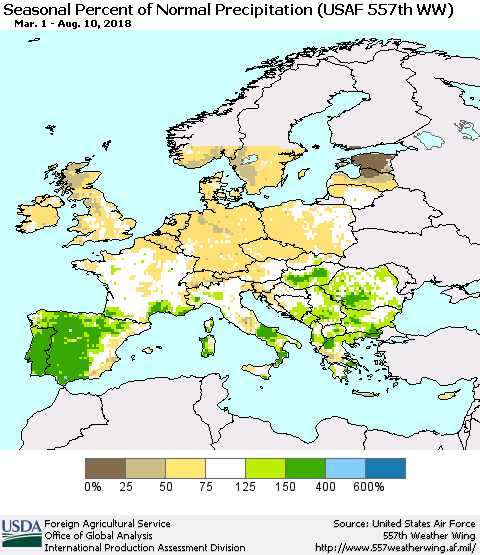 Seasonal Percent of Normal Precipitation (USAF 557th WW)
Mar. 1 - Aug. 10, 2018
0% 25 50 75 125 150 400 600%
USDA
Foreign Agricultural Service
Office of Global Analysis
International Production Assessment Division
Source: United States Air Force
557th Weather Wing
http://www.557weatherwing.af.mil/